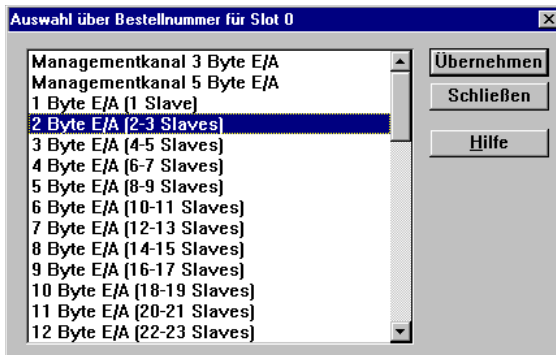 Auswahl über Bestellnummer für Slot 0
Managementkanal 3 Byte E/A
Managementkanal 5 Byte E/A
1 Byte E/A (1 Slave)
2 Byte E/A (2-3 Slaves)
3 Byte E/A (4-5 Slaves)
4 Byte E/A (6-7 Slaves)
5 Byte E/A (8-9 Slaves)
6 Byte E/A (10-11 Slaves)
7 Byte E/A (12-13 Slaves)
8 Byte E/A (14-15 Slaves)
9 Byte E/A (16-17 Slaves)
10 Byte E/A (18-19 Slaves)
11 Byte E/A (20-21 Slaves)
12 Byte E/A (22-23 Slaves)
Übernehmen
Schließen
Hilfe